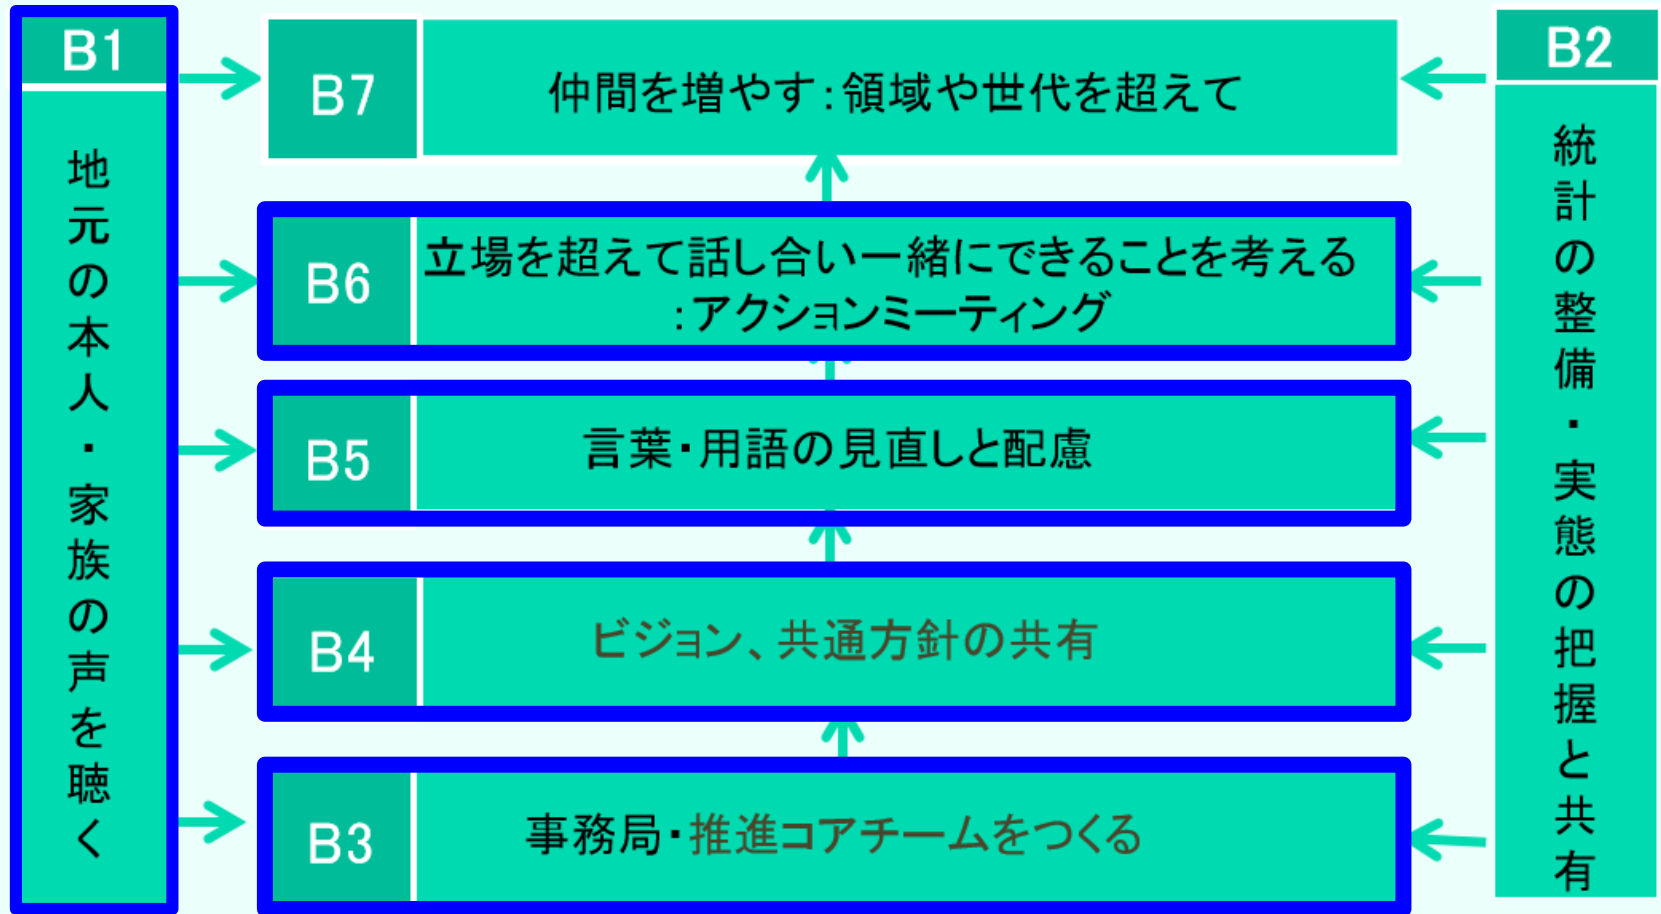 B1
地元の本人・家族の声を聴く
B7
仲間を増やす：領域や世代を超えて
B6
立場を超えて話し合い一緒にできることを考える
：アクションミーティング
B5
言葉・用語の見直しと配慮
B4
ビジョン、共通方針の共有
B3
事務局・推進コアチームをつくる
B2
統計の整備・実態の把握と共有